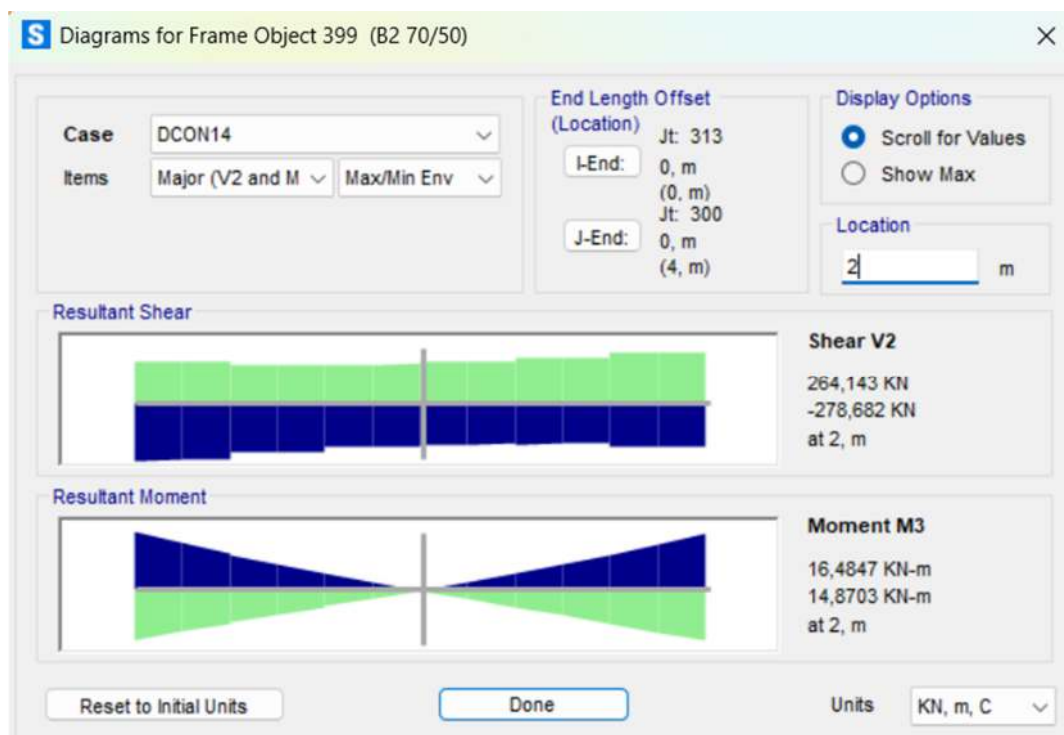 S Diagrams for Frame Object 399 (B2 70/50)
Case DCON14
Items Major (V2 and M Max/Min Env
End Length Offset
(Location)
Jt: 313
I-End: 0, m
(0, m)
Jt: 300
J-End: 0, m
(4, m)
Display Options
Scroll for Values
Show Max
Location
2 m
Resultant Shear
Shear V2
264,143 KN
-278,682 KN
at 2, m
Resultant Moment
Moment M3
16,4847 KN-m
14,8703 KN-m
at 2, m
Reset to Initial Units Done Units KN, m, C